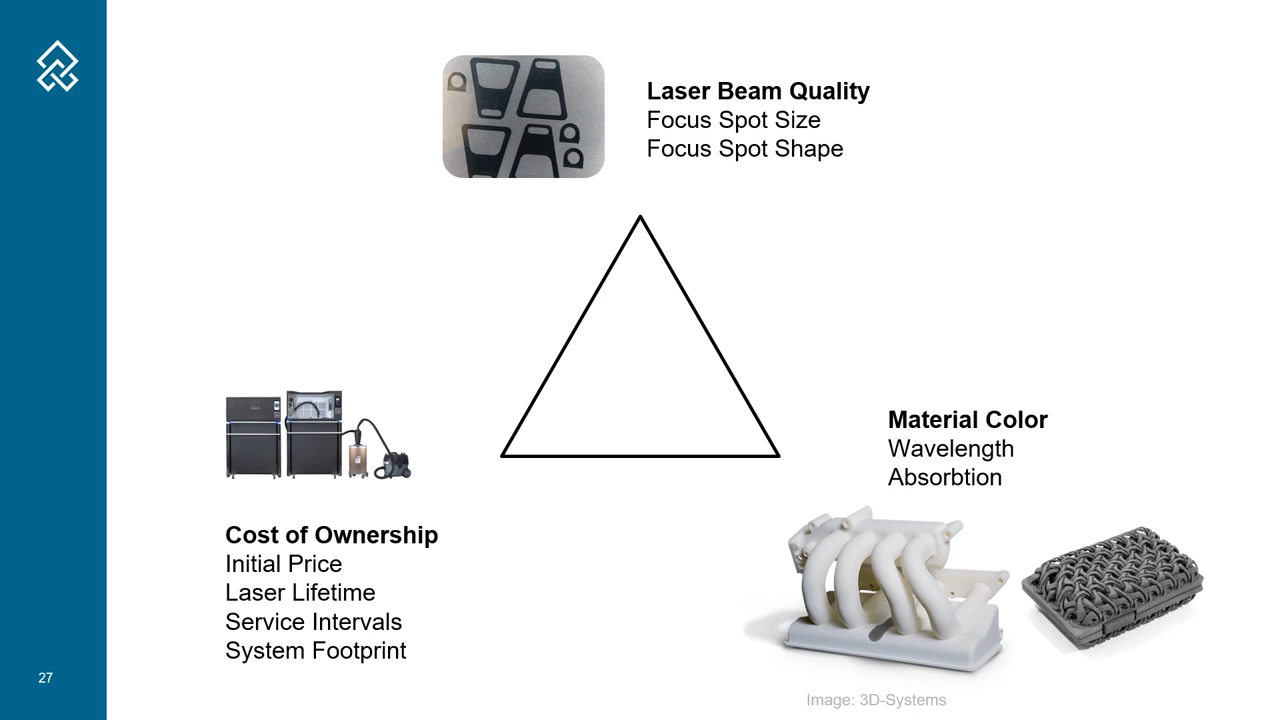 Laser Beam Quality
Focus Spot Size
Focus Spot Shape
Material Color
Wavelength
Absorbtion
Cost of Ownership
Initial Price
Laser Lifetime
Service Intervals
System Footprint
Image: 3D-Systems
27